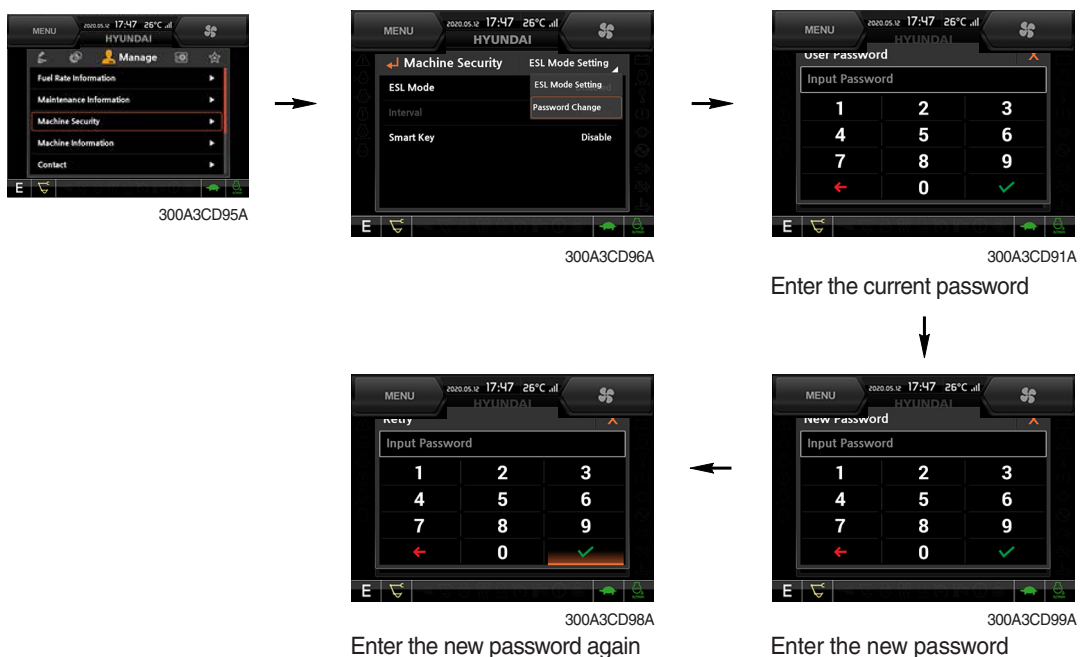 MENU
2020.05.12 17:47 26°C
HYUNDAI
Manage
Fuel Rate Information
Maintenance Information
Machine Security
Machine Information
Contact
E
300A3CD95A
MENU
2020.05.12 17:47 26°C
HYUNDAI
Machine Security ESL Mode Setting
ESL Mode ESL Mode Setting
Interval Password Change
Smart Key Disable
E
300A3CD96A
MENU
2020.05.12 17:47 26°C
HYUNDAI
User Password X
Input Password
1 2 3
4 5 6
7 8 9
0
E
300A3CD91A
Enter the current password
MENU
2020.05.12 17:47 26°C
HYUNDAI
Retry X
Input Password
1 2 3
4 5 6
7 8 9
0
E
300A3CD98A
Enter the new password again
MENU
2020.05.12 17:47 26°C
HYUNDAI
New Password X
Input Password
1 2 3
4 5 6
7 8 9
0
E
300A3CD99A
Enter the new password